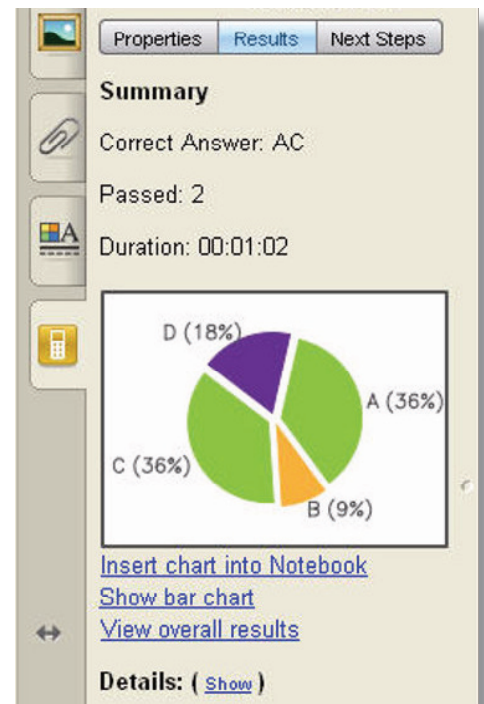 Properties Results Next Steps
Summary
Correct Answer: AC
Passed: 2
Duration: 00:01:02
D (18%)
A (36%)
C (36%)
B (9%)
Insert chart into Notebook
Show bar chart
View overall results
Details: ( Show )
A